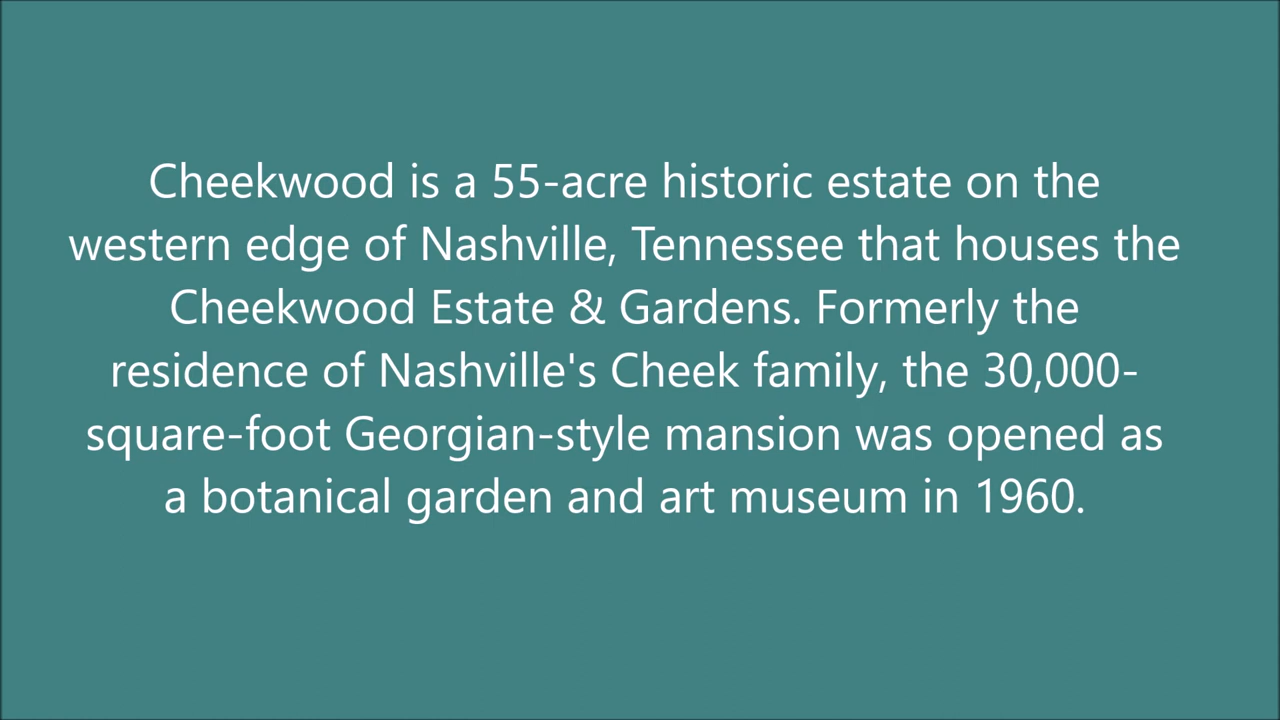 Cheekwood is a 55-acre historic estate on the
western edge of Nashville, Tennessee that houses the
Cheekwood Estate & Gardens. Formerly the
residence of Nashville's Cheek family, the 30,000-
square-foot Georgian-style mansion was opened as
a botanical garden and art museum in 1960.